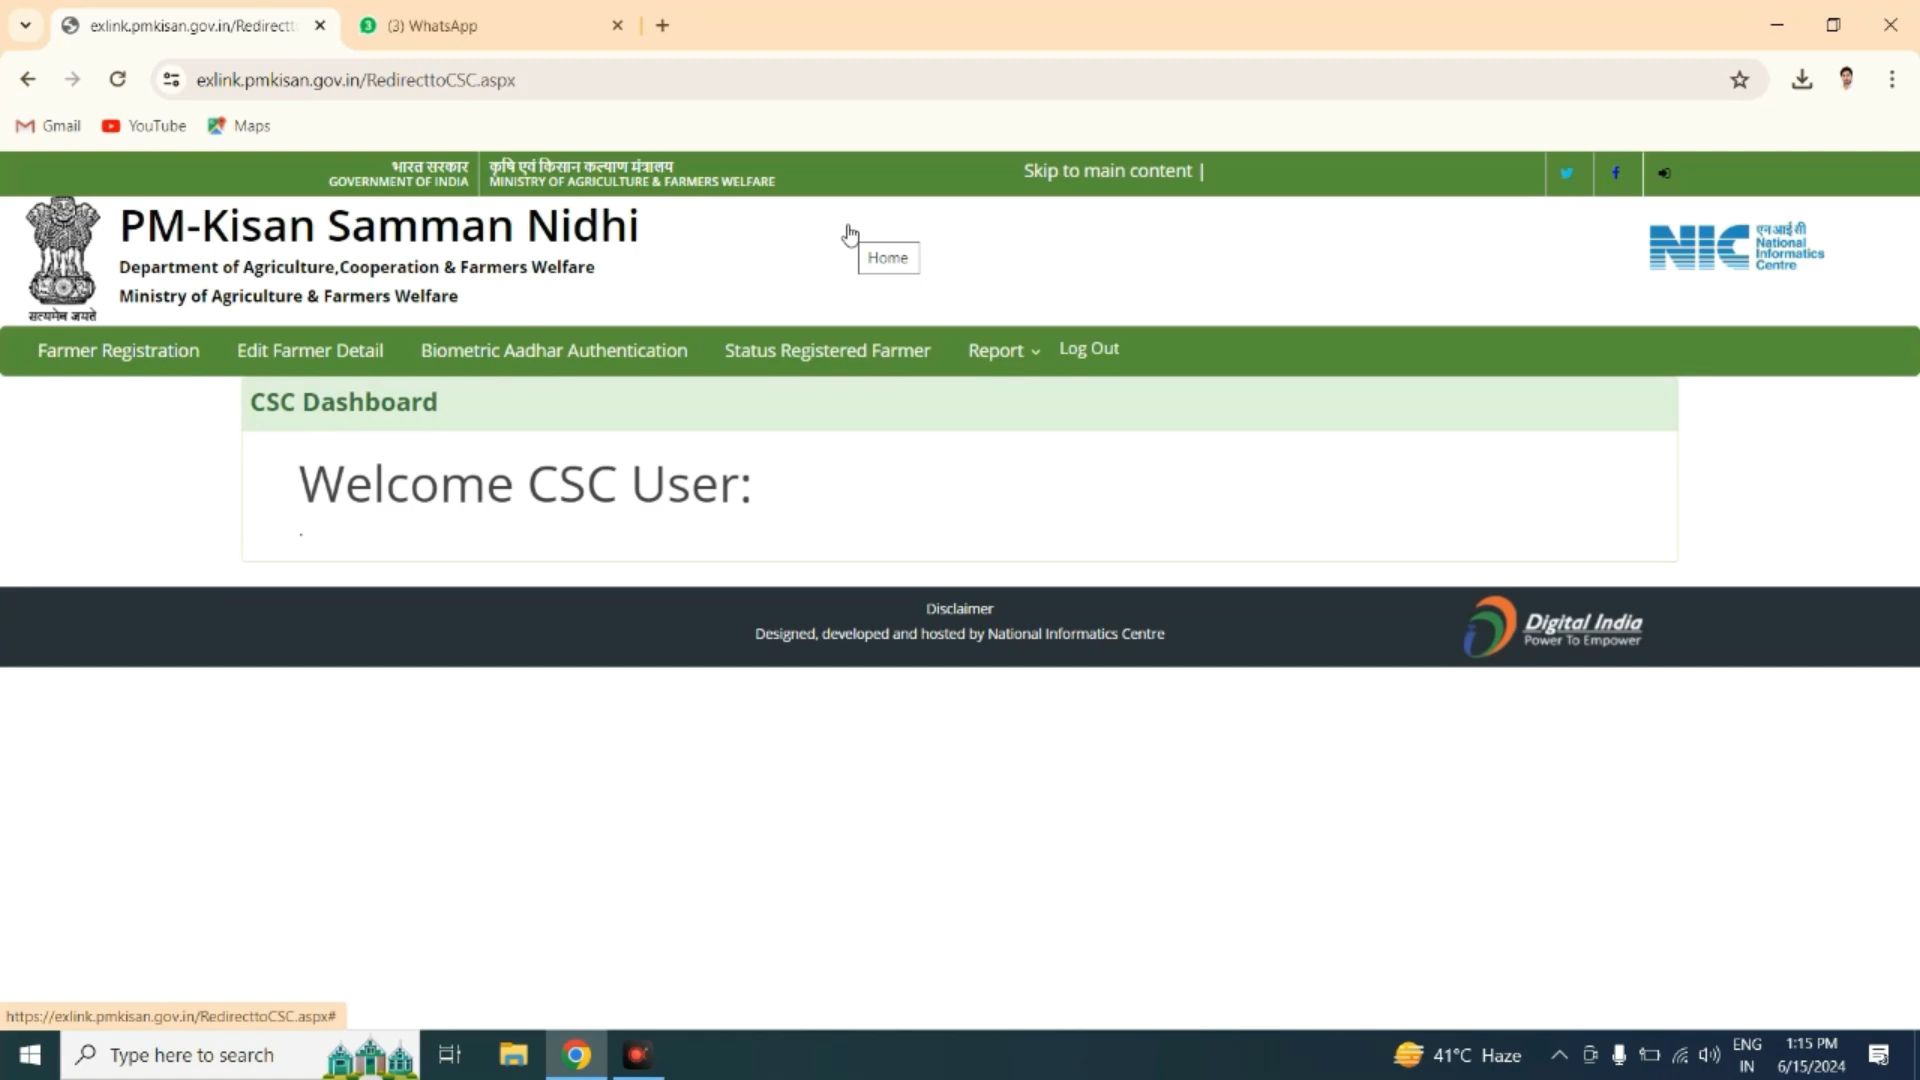 exlink.pmkisan.gov.in/Redirectt
(3) WhatsApp
exlink.pmkisan.gov.in/RedirecttoCSC.aspx
Gmail
YouTube
Maps
भारत सरकार
GOVERNMENT OF INDIA
कृषि एवं किसान कल्याण मंत्रालय
MINISTRY OF AGRICULTURE & FARMERS WELFARE
Skip to main content |
PM-Kisan Samman Nidhi
Department of Agriculture,Cooperation & Farmers Welfare
Ministry of Agriculture & Farmers Welfare
सत्यमेव जयते
Home
NIC
एन आई सी
National
Informatics
Centre
Farmer Registration
Edit Farmer Detail
Biometric Aadhar Authentication
Status Registered Farmer
Report
Log Out
CSC Dashboard
Welcome CSC User:
.
Disclaimer
Designed, developed and hosted by National Informatics Centre
Digital India
Power To Empower
https://exlink.pmkisan.gov.in/RedirecttoCSC.aspx#
Type here to search
41°C Haze
ENG
IN
1:15 PM
6/15/2024